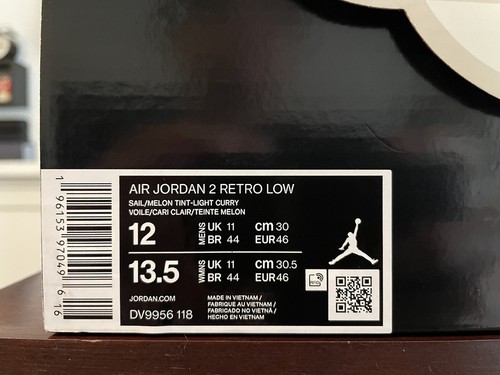 AIR JORDAN 2 RETRO LOW
SAIL/MELON TINT-LIGHT CURRY
VOILE/CARI CLAIR/TEINTE MELON
12 MENS UK 11 cm 30
BR 44 EUR 46
13.5 WMNS UK 11 cm 30.5
BR 44 EUR 46
JORDAN.COM
DV9956 118
MADE IN VIETNAM /
FABRIQUE AU VIETNAM /
FABRICADO NO VIETNÃ /
HECHO EN VIETNAM
1 96153 97049 6 16